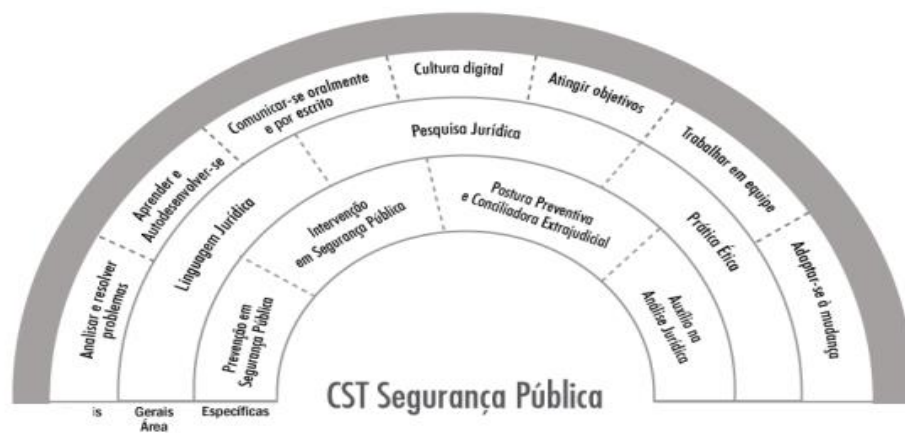 Analisar e resolver
problemas
Aprender e
Autodesenvolver-se
Comunicar-se oralmente
e por escrito
Cultura digital
Atingir objetivos
Trabalhar em equipe
Adaptar-se à mudança
Linguagem Jurídica
Pesquisa Jurídica
Prática Ética
Prevenção em
Segurança Pública
Intervenção
em Segurança Pública
Postura Preventiva
e Conciliadora Extrajudicial
Auxílio na
Análise Jurídica
CST Segurança Pública
is
Gerais
Área
Específicas